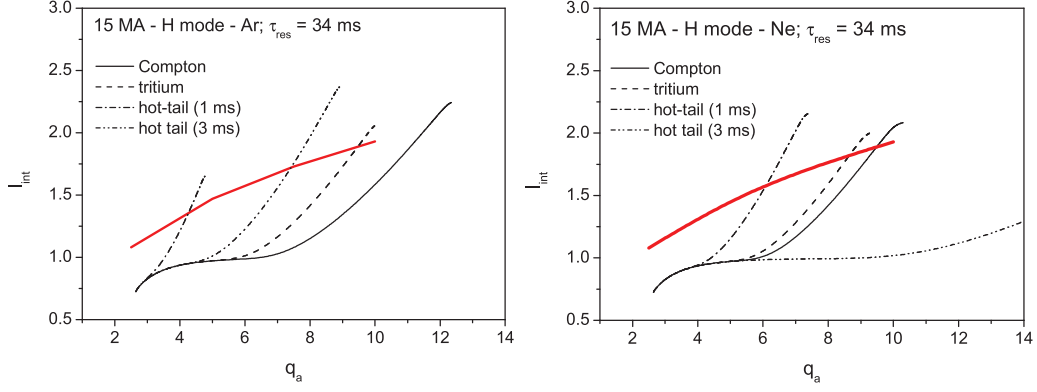 15 MA - H mode - Ar; τres = 34 ms
Compton
tritium
hot-tail (1 ms)
hot tail (3 ms)
3.0
2.5
2.0
1.5
1.0
0.5
Iint
2 4 6 8 10 12 14
qa
15 MA - H mode - Ne; τres = 34 ms
Compton
tritium
hot-tail (1 ms)
hot tail (3 ms)
3.0
2.5
2.0
1.5
1.0
0.5
Iint
2 4 6 8 10 12 14
qa